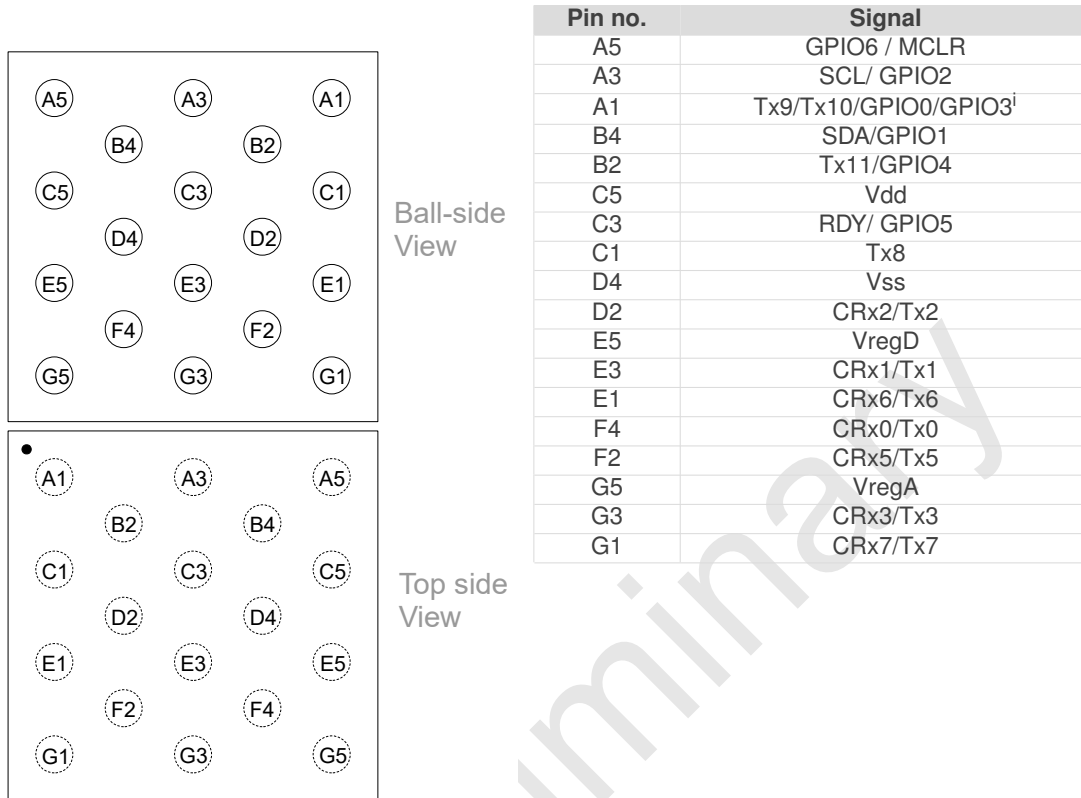 A5 A3 A1
B4 B2
C5 C3 C1
D4 D2
E5 E3 E1
F4 F2
G5 G3 G1
Ball-side
View
A1 A3 A5
B2 B4
C1 C3 C5
D2 D4
E1 E3 E5
F2 F4
G1 G3 G5
Top side
View
Pin no. Signal
A5 GPIO6 / MCLR
A3 SCL/ GPIO2
A1 Tx9/Tx10/GPIO0/GPIO3i
B4 SDA/GPIO1
B2 Tx11/GPIO4
C5 Vdd
C3 RDY/ GPIO5
C1 Tx8
D4 Vss
D2 CRx2/Tx2
E5 VregD
E3 CRx1/Tx1
E1 CRx6/Tx6
F4 CRx0/Tx0
F2 CRx5/Tx5
G5 VregA
G3 CRx3/Tx3
G1 CRx7/Tx7